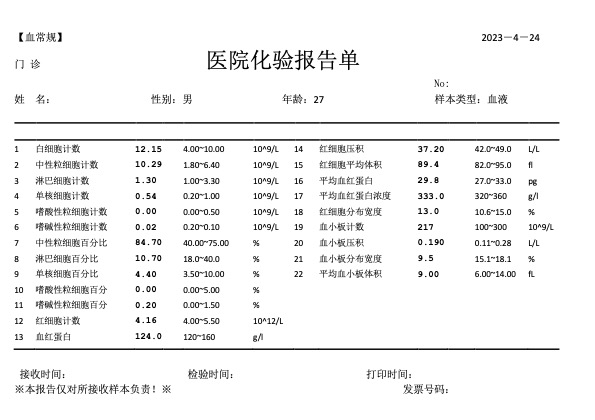 【血常规】 2023－4－24
门 诊 医院化验报告单
No:
姓 名: 性别: 男 年龄: 27 样本类型: 血液
1 白细胞计数 12.15 4.00~10.00 10^9/L 14 红细胞压积 37.20 42.0~49.0 L/L
2 中性粒细胞计数 10.29 1.80~6.40 10^9/L 15 红细胞平均体积 89.4 82.0~95.0 fl
3 淋巴细胞计数 1.30 1.00~3.30 10^9/L 16 平均血红蛋白 29.8 27.0~33.0 pg
4 单核细胞计数 0.54 0.20~1.00 10^9/L 17 平均血红蛋白浓度 333.0 320~360 g/l
5 嗜酸性粒细胞计数 0.00 0.00~0.50 10^9/L 18 红细胞分布宽度 13.0 10.6~15.0 %
6 嗜碱性粒细胞计数 0.02 0.20~0.10 10^9/L 19 血小板计数 217 100~300 10^9/L
7 中性粒细胞百分比 84.70 40.00~75.00 % 20 血小板压积 0.190 0.11~0.28 L/L
8 淋巴细胞百分比 10.70 18.0~40.0 % 21 血小板分布宽度 9.5 15.1~18.1 %
9 单核细胞百分比 4.40 3.50~10.00 % 22 平均血小板体积 9.00 6.00~14.00 fL
10 嗜酸性粒细胞百分 0.00 0.00~5.00 %
11 嗜碱性粒细胞百分 0.20 0.00~1.50 %
12 红细胞计数 4.16 4.00~5.50 10^12/L
13 血红蛋白 124.0 120~160 g/l
接收时间: 检验时间: 打印时间:
※本报告仅对所接收样本负责！※ 发票号码: